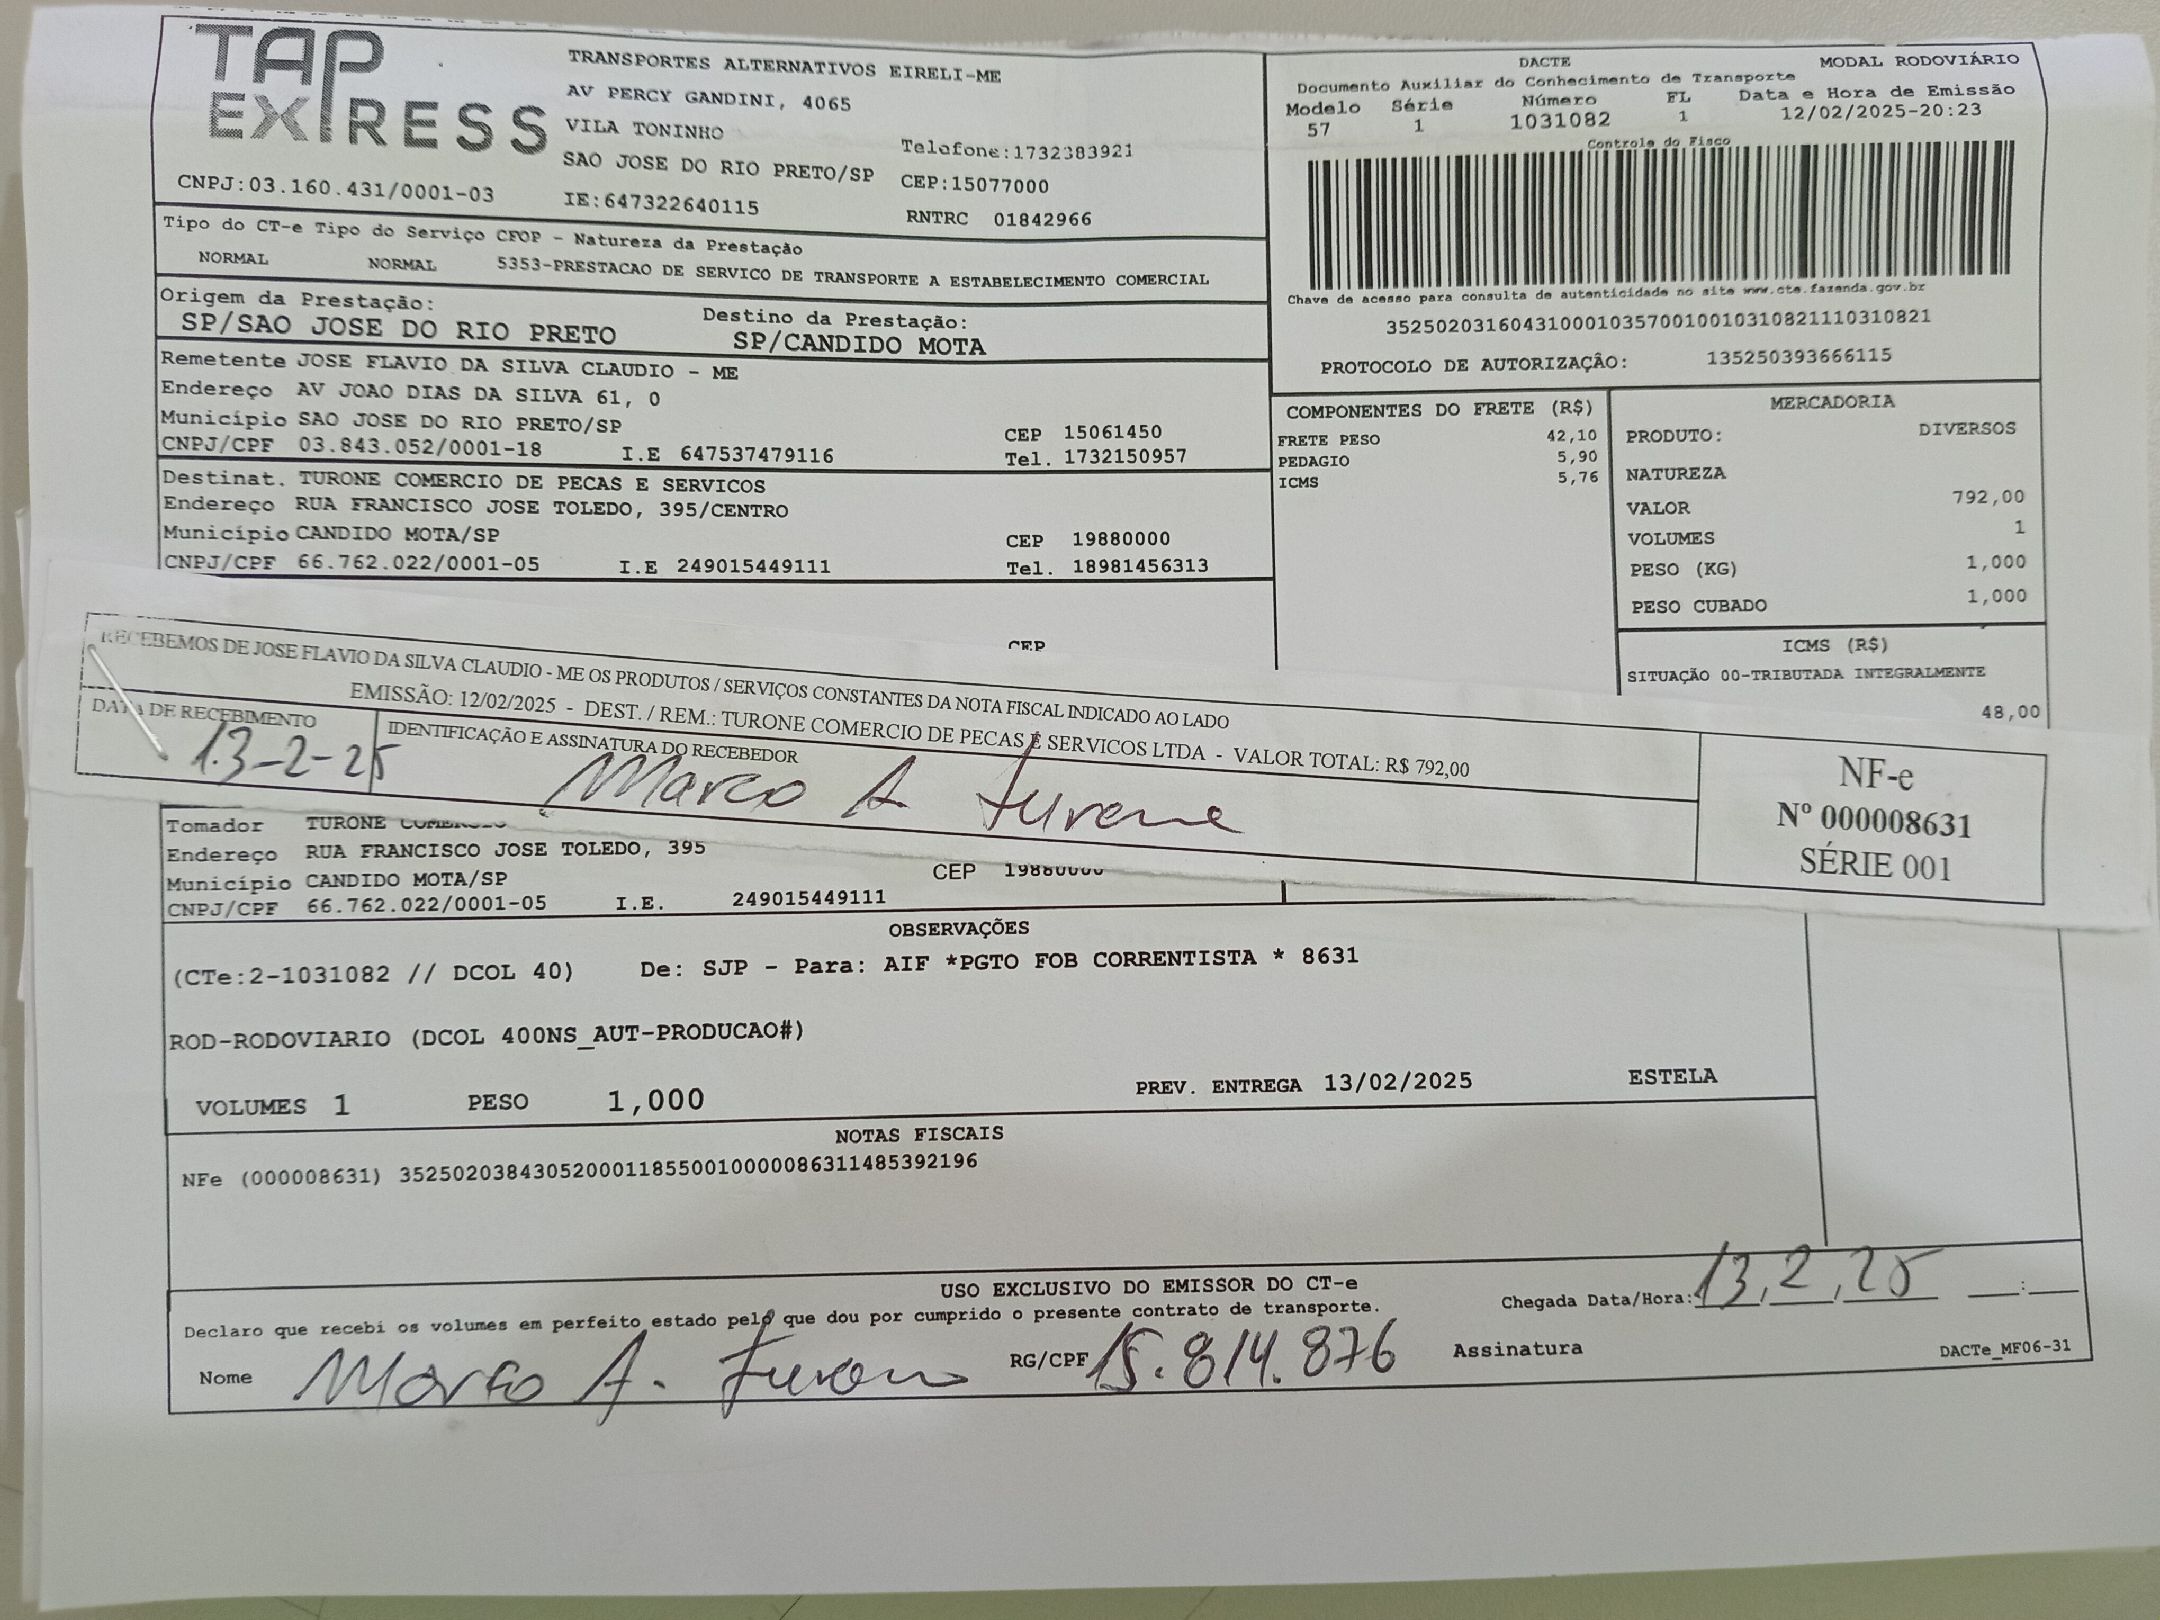 TAP
EXPRESS
TRANSPORTES ALTERNATIVOS EIRELI-ME
AV PERCY GANDINI, 4065
VILA TONINHO
SAO JOSE DO RIO PRETO/SP
IE:647322640115
Telefone:1732383921
CEP:15077000
RNTRC 01842966
CNPJ:03.160.431/0001-03
DACTE MODAL RODOVIÁRIO
Documento Auxiliar do Conhecimento de Transporte
Modelo Série Número FL Data e Hora de Emissão
57 1 1031082 1 12/02/2025-20:23
Controle do Fisco
Chave de acesso para consulta de autenticidade no site www.cte.fazenda.gov.br
35250203160431000103570010010310821110310821
PROTOCOLO DE AUTORIZAÇÃO: 135250393666115
Tipo do CT-e Tipo do Serviço CFOP - Natureza da Prestação
NORMAL NORMAL 5353-PRESTACAO DE SERVICO DE TRANSPORTE A ESTABELECIMENTO COMERCIAL
Origem da Prestação: Destino da Prestação:
SP/SAO JOSE DO RIO PRETO SP/CANDIDO MOTA
Remetente JOSE FLAVIO DA SILVA CLAUDIO - ME
Endereço AV JOAO DIAS DA SILVA 61, 0
Município SAO JOSE DO RIO PRETO/SP CEP 15061450
CNPJ/CPF 03.843.052/0001-18 I.E 647537479116 Tel. 1732150957
Destinat. TURONE COMERCIO DE PECAS E SERVICOS
Endereço RUA FRANCISCO JOSE TOLEDO, 395/CENTRO
Município CANDIDO MOTA/SP CEP 19880000
CNPJ/CPF 66.762.022/0001-05 I.E 249015449111 Tel. 18981456313
CEP
COMPONENTES DO FRETE (R$)
FRETE PESO 42,10
PEDAGIO 5,90
ICMS 5,76
MERCADORIA
PRODUTO: DIVERSOS
NATUREZA
VALOR 792,00
VOLUMES 1
PESO (KG) 1,000
PESO CUBADO 1,000
ICMS (R$)
SITUAÇÃO 00-TRIBUTADA INTEGRALMENTE
48,00
RECEBEMOS DE JOSE FLAVIO DA SILVA CLAUDIO - ME OS PRODUTOS / SERVIÇOS CONSTANTES DA NOTA FISCAL INDICADO AO LADO
EMISSÃO: 12/02/2025 - DEST. / REM.: TURONE COMERCIO DE PECAS E SERVICOS LTDA - VALOR TOTAL: R$ 792,00
DATA DE RECEBIMENTO IDENTIFICAÇÃO E ASSINATURA DO RECEBEDOR
13-2-25 Marco A Turone
NF-e
Nº 000008631
SÉRIE 001
Tomador TURONE COMERCIO
Endereço RUA FRANCISCO JOSE TOLEDO, 395
Município CANDIDO MOTA/SP CEP 19880000
CNPJ/CPF 66.762.022/0001-05 I.E. 249015449111
OBSERVAÇÕES
(CTe:2-1031082 // DCOL 40) De: SJP - Para: AIF *PGTO FOB CORRENTISTA * 8631
ROD-RODOVIARIO (DCOL 400NS_AUT-PRODUCAO#)
VOLUMES 1 PESO 1,000 PREV. ENTREGA 13/02/2025 ESTELA
NOTAS FISCAIS
NFe (000008631) 35250203843052000118550010000086311485392196
USO EXCLUSIVO DO EMISSOR DO CT-e
Declaro que recebi os volumes em perfeito estado pelo que dou por cumprido o presente contrato de transporte.
Chegada Data/Hora: 13,2,25 :
Nome Marco A. Turone RG/CPF 15.814.876 Assinatura
DACTe_MF06-31